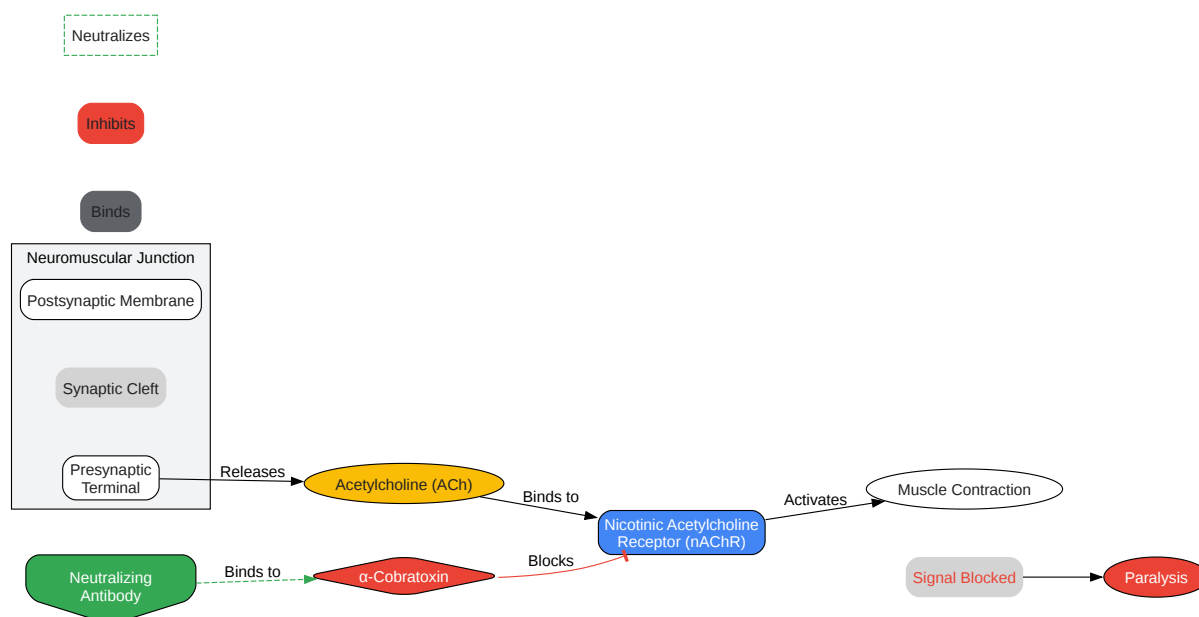 Neutralizes
Inhibits
Binds
Neuromuscular Junction
Postsynaptic Membrane
Synaptic Cleft
Presynaptic
Terminal
Releases
Acetylcholine (ACh)
Binds to
Nicotinic Acetylcholine
Receptor (nAChR)
Activates
Muscle Contraction
Neutralizing
Antibody
Binds to
α-Cobratoxin
Blocks
Signal Blocked
Paralysis